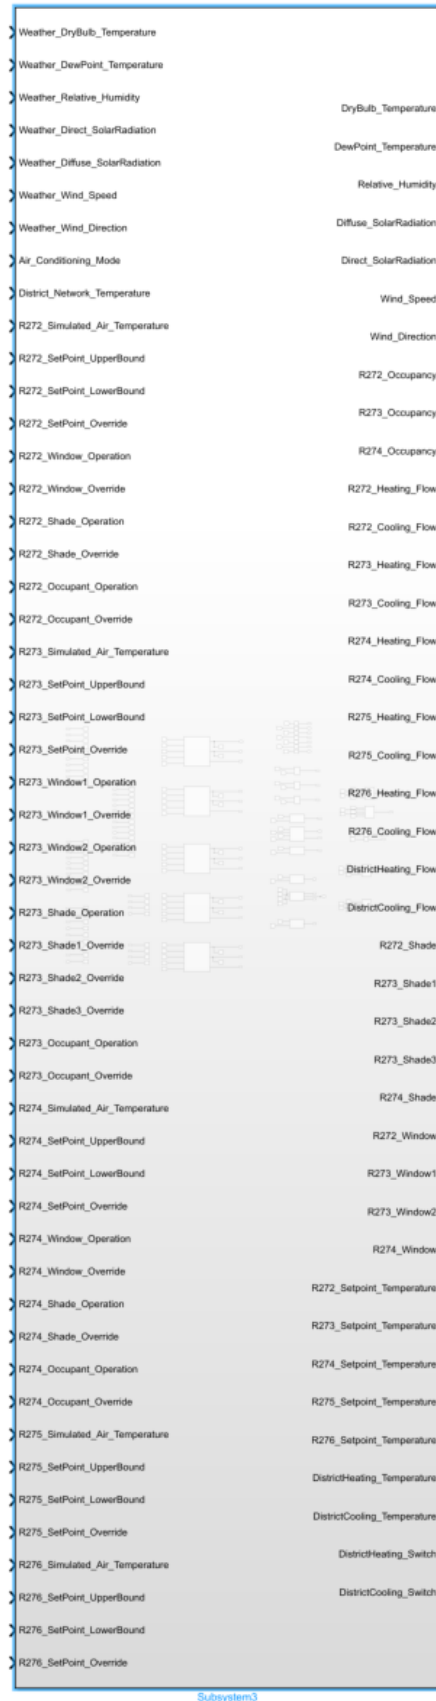 Weather_DryBulb_Temperature
Weather_DewPoint_Temperature
Weather_Relative_Humidity
Weather_Direct_SolarRadiation
Weather_Diffuse_SolarRadiation
Weather_Wind_Speed
Weather_Wind_Direction
Air_Conditioning_Mode
District_Network_Temperature
R272_Simulated_Air_Temperature
R272_SetPoint_UpperBound
R272_SetPoint_LowerBound
R272_SetPoint_Override
R272_Window_Operation
R272_Window_Override
R272_Shade_Operation
R272_Shade_Override
R272_Occupant_Operation
R272_Occupant_Override
R273_Simulated_Air_Temperature
R273_SetPoint_UpperBound
R273_SetPoint_LowerBound
R273_SetPoint_Override
R273_Window1_Operation
R273_Window1_Override
R273_Window2_Operation
R273_Window2_Override
R273_Shade_Operation
R273_Shade1_Override
R273_Shade2_Override
R273_Shade3_Override
R273_Occupant_Operation
R273_Occupant_Override
R274_Simulated_Air_Temperature
R274_SetPoint_UpperBound
R274_SetPoint_LowerBound
R274_SetPoint_Override
R274_Window_Operation
R274_Window_Override
R274_Shade_Operation
R274_Shade_Override
R274_Occupant_Operation
R274_Occupant_Override
R275_Simulated_Air_Temperature
R275_SetPoint_UpperBound
R275_SetPoint_LowerBound
R275_SetPoint_Override
R276_Simulated_Air_Temperature
R276_SetPoint_UpperBound
R276_SetPoint_LowerBound
R276_SetPoint_Override
DryBulb_Temperature
DewPoint_Temperature
Relative_Humidity
Diffuse_SolarRadiation
Direct_SolarRadiation
Wind_Speed
Wind_Direction
R272_Occupancy
R273_Occupancy
R274_Occupancy
R272_Heating_Flow
R272_Cooling_Flow
R273_Heating_Flow
R273_Cooling_Flow
R274_Heating_Flow
R274_Cooling_Flow
R275_Heating_Flow
R275_Cooling_Flow
R276_Heating_Flow
R276_Cooling_Flow
DistrictHeating_Flow
DistrictCooling_Flow
R272_Shade
R273_Shade1
R273_Shade2
R273_Shade3
R274_Shade
R272_Window
R273_Window1
R273_Window2
R274_Window
R272_Setpoint_Temperature
R273_Setpoint_Temperature
R274_Setpoint_Temperature
R275_Setpoint_Temperature
R276_Setpoint_Temperature
DistrictHeating_Temperature
DistrictCooling_Temperature
DistrictHeating_Switch
DistrictCooling_Switch
Subsystem3